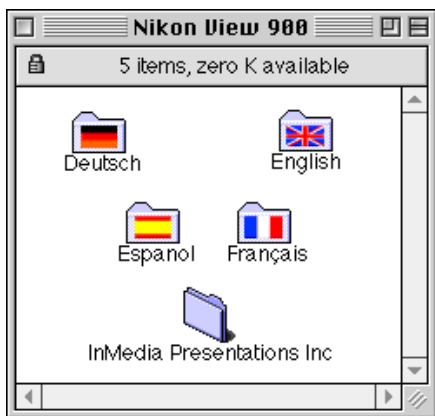 Nikon View 900
5 items, zero K available
Deutsch
English
Espanol
Français
InMedia Presentations Inc